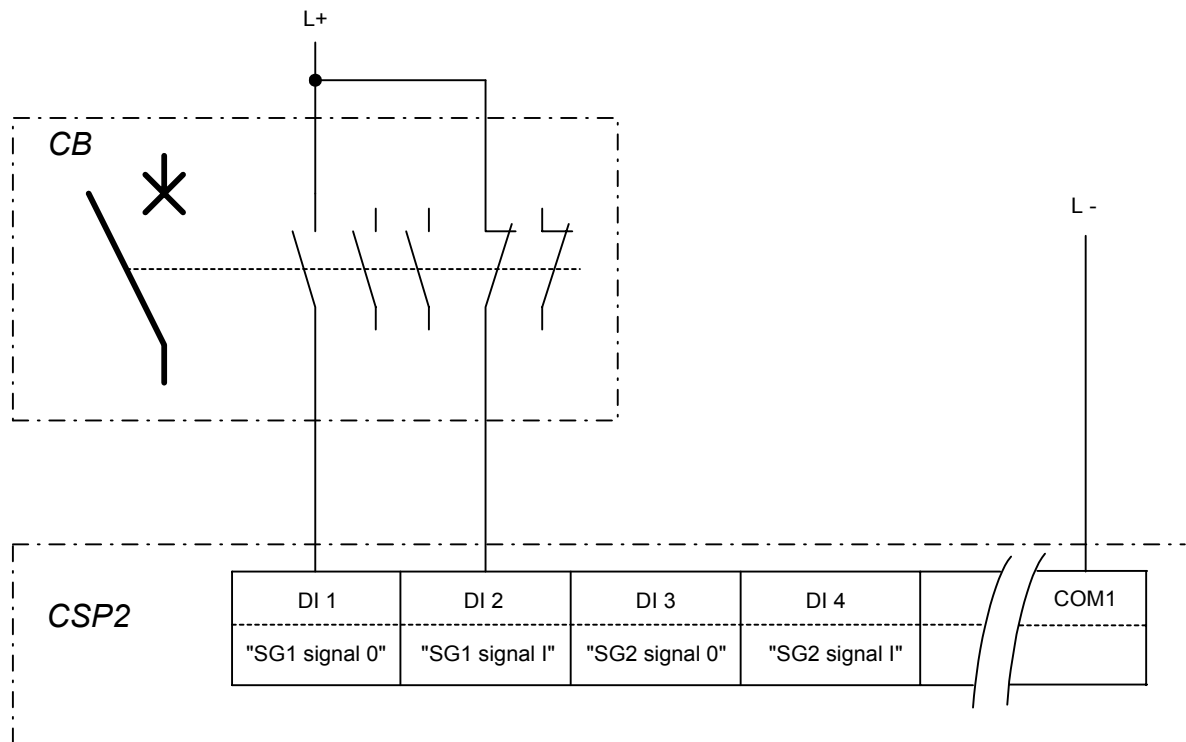 L+
CB
L -
CSP2
DI 1 DI 2 DI 3 DI 4 COM1
"SG1 signal 0" "SG1 signal I" "SG2 signal 0" "SG2 signal I"